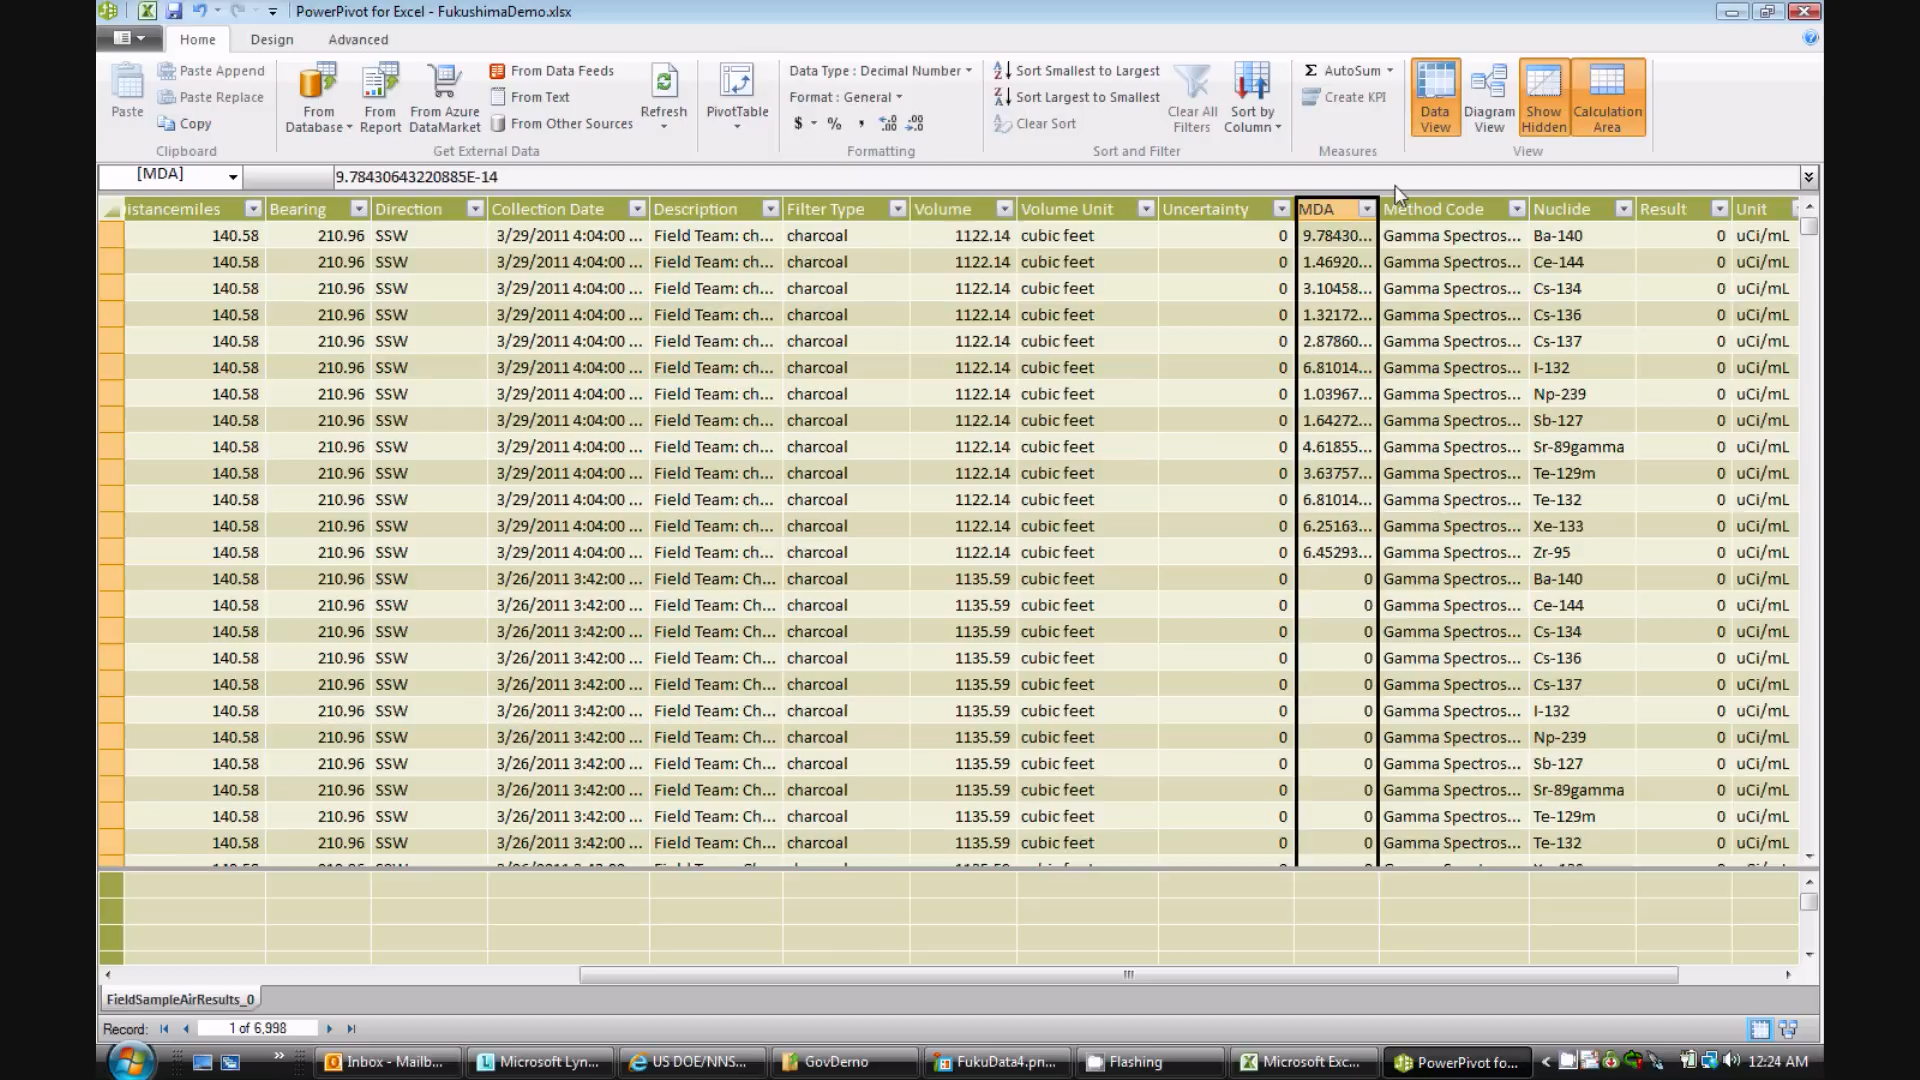 PowerPivot for Excel - FukushimaDemo.xlsx
Home Design Advanced
Paste
Paste Append
Paste Replace
Copy
Clipboard
From Database
From Report
From Azure DataMarket
From Data Feeds
From Text
From Other Sources
Get External Data
Refresh
PivotTable
Data Type : Decimal Number
Format : General
$ % , .00 .00
Formatting
Sort Smallest to Largest
Sort Largest to Smallest
Clear Sort
Clear All Filters
Sort by Column
Sort and Filter
AutoSum
Create KPI
Measures
Data View
Diagram View
Show Hidden
Calculation Area
View
[MDA] 9.78430643220885E-14
istancemiles Bearing Direction Collection Date Description Filter Type Volume Volume Unit Uncertainty MDA Method Code Nuclide Result Unit
140.58 210.96 SSW 3/29/2011 4:04:00 ... Field Team: ch... charcoal 1122.14 cubic feet 0 9.78430... Gamma Spectros... Ba-140 0 uCi/mL
140.58 210.96 SSW 3/29/2011 4:04:00 ... Field Team: ch... charcoal 1122.14 cubic feet 0 1.46920... Gamma Spectros... Ce-144 0 uCi/mL
140.58 210.96 SSW 3/29/2011 4:04:00 ... Field Team: ch... charcoal 1122.14 cubic feet 0 3.10458... Gamma Spectros... Cs-134 0 uCi/mL
140.58 210.96 SSW 3/29/2011 4:04:00 ... Field Team: ch... charcoal 1122.14 cubic feet 0 1.32172... Gamma Spectros... Cs-136 0 uCi/mL
140.58 210.96 SSW 3/29/2011 4:04:00 ... Field Team: ch... charcoal 1122.14 cubic feet 0 2.87860... Gamma Spectros... Cs-137 0 uCi/mL
140.58 210.96 SSW 3/29/2011 4:04:00 ... Field Team: ch... charcoal 1122.14 cubic feet 0 6.81014... Gamma Spectros... I-132 0 uCi/mL
140.58 210.96 SSW 3/29/2011 4:04:00 ... Field Team: ch... charcoal 1122.14 cubic feet 0 1.03967... Gamma Spectros... Np-239 0 uCi/mL
140.58 210.96 SSW 3/29/2011 4:04:00 ... Field Team: ch... charcoal 1122.14 cubic feet 0 1.64272... Gamma Spectros... Sb-127 0 uCi/mL
140.58 210.96 SSW 3/29/2011 4:04:00 ... Field Team: ch... charcoal 1122.14 cubic feet 0 4.61855... Gamma Spectros... Sr-89gamma 0 uCi/mL
140.58 210.96 SSW 3/29/2011 4:04:00 ... Field Team: ch... charcoal 1122.14 cubic feet 0 3.63757... Gamma Spectros... Te-129m 0 uCi/mL
140.58 210.96 SSW 3/29/2011 4:04:00 ... Field Team: ch... charcoal 1122.14 cubic feet 0 6.81014... Gamma Spectros... Te-132 0 uCi/mL
140.58 210.96 SSW 3/29/2011 4:04:00 ... Field Team: ch... charcoal 1122.14 cubic feet 0 6.25163... Gamma Spectros... Xe-133 0 uCi/mL
140.58 210.96 SSW 3/29/2011 4:04:00 ... Field Team: ch... charcoal 1122.14 cubic feet 0 6.45293... Gamma Spectros... Zr-95 0 uCi/mL
140.58 210.96 SSW 3/26/2011 3:42:00 ... Field Team: Ch... charcoal 1135.59 cubic feet 0 0 Gamma Spectros... Ba-140 0 uCi/mL
140.58 210.96 SSW 3/26/2011 3:42:00 ... Field Team: Ch... charcoal 1135.59 cubic feet 0 0 Gamma Spectros... Ce-144 0 uCi/mL
140.58 210.96 SSW 3/26/2011 3:42:00 ... Field Team: Ch... charcoal 1135.59 cubic feet 0 0 Gamma Spectros... Cs-134 0 uCi/mL
140.58 210.96 SSW 3/26/2011 3:42:00 ... Field Team: Ch... charcoal 1135.59 cubic feet 0 0 Gamma Spectros... Cs-136 0 uCi/mL
140.58 210.96 SSW 3/26/2011 3:42:00 ... Field Team: Ch... charcoal 1135.59 cubic feet 0 0 Gamma Spectros... Cs-137 0 uCi/mL
140.58 210.96 SSW 3/26/2011 3:42:00 ... Field Team: Ch... charcoal 1135.59 cubic feet 0 0 Gamma Spectros... I-132 0 uCi/mL
140.58 210.96 SSW 3/26/2011 3:42:00 ... Field Team: Ch... charcoal 1135.59 cubic feet 0 0 Gamma Spectros... Np-239 0 uCi/mL
140.58 210.96 SSW 3/26/2011 3:42:00 ... Field Team: Ch... charcoal 1135.59 cubic feet 0 0 Gamma Spectros... Sb-127 0 uCi/mL
140.58 210.96 SSW 3/26/2011 3:42:00 ... Field Team: Ch... charcoal 1135.59 cubic feet 0 0 Gamma Spectros... Sr-89gamma 0 uCi/mL
140.58 210.96 SSW 3/26/2011 3:42:00 ... Field Team: Ch... charcoal 1135.59 cubic feet 0 0 Gamma Spectros... Te-129m 0 uCi/mL
140.58 210.96 SSW 3/26/2011 3:42:00 ... Field Team: Ch... charcoal 1135.59 cubic feet 0 0 Gamma Spectros... Te-132 0 uCi/mL
FieldSampleAirResults_0
Record: 1 of 6,998
Inbox - Mailb... Microsoft Lyn... US DOE/NNS... GovDemo FukuData4.pn... Flashing Microsoft Exc... PowerPivot fo... 12:24 AM